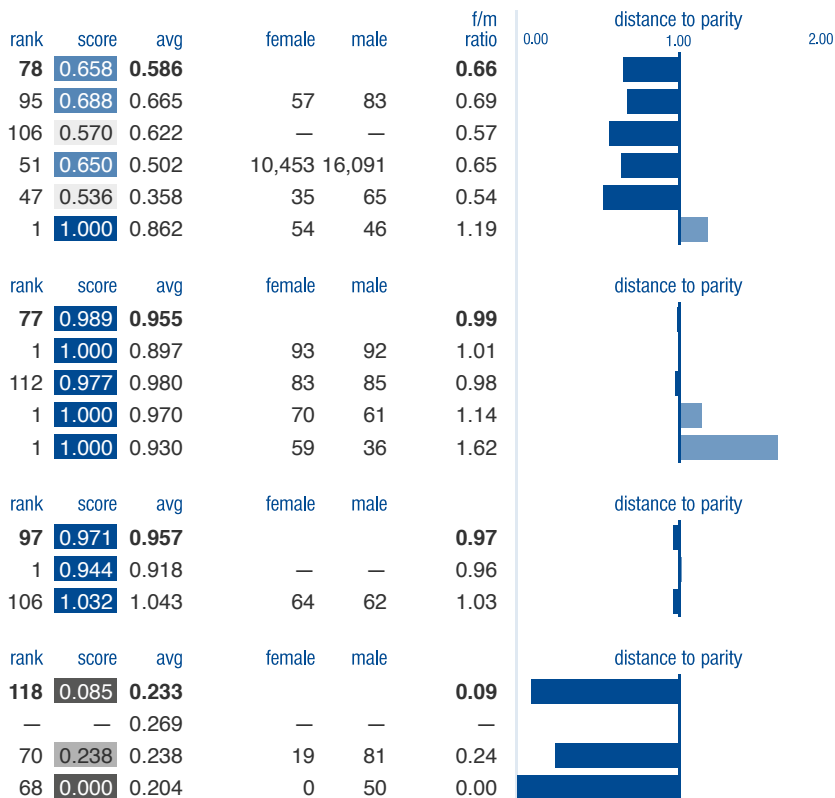 f/m distance to parity
rank score avg female male ratio 0.00 1.00 2.00
78 0.658 0.586 0.66
95 0.688 0.665 57 83 0.69
106 0.570 0.622 — — 0.57
51 0.650 0.502 10,453 16,091 0.65
47 0.536 0.358 35 65 0.54
1 1.000 0.862 54 46 1.19
rank score avg female male distance to parity
77 0.989 0.955 0.99
1 1.000 0.897 93 92 1.01
112 0.977 0.980 83 85 0.98
1 1.000 0.970 70 61 1.14
1 1.000 0.930 59 36 1.62
rank score avg female male distance to parity
97 0.971 0.957 0.97
1 0.944 0.918 — — 0.96
106 1.032 1.043 64 62 1.03
rank score avg female male distance to parity
118 0.085 0.233 0.09
— — 0.269 — — —
70 0.238 0.238 19 81 0.24
68 0.000 0.204 0 50 0.00